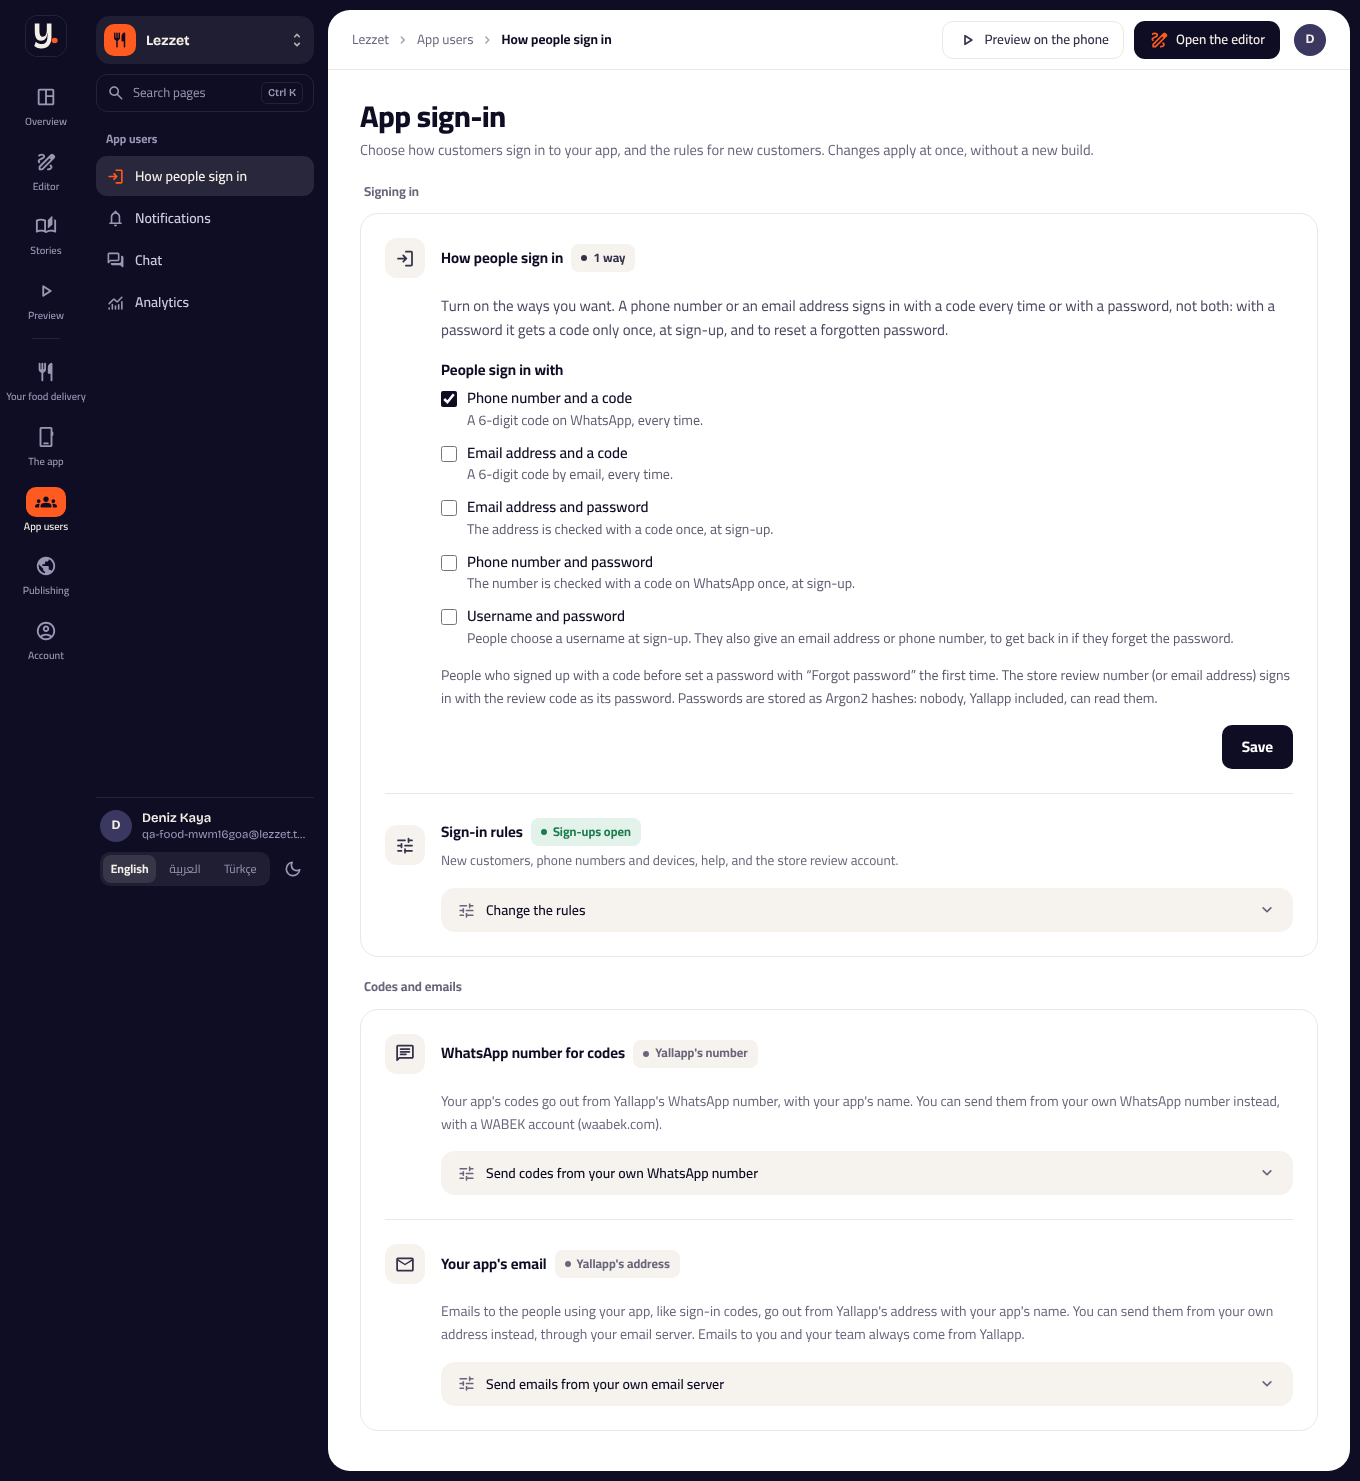 y.
Overview
Editor
Stories
Preview
Your food delivery
The app
App users
Publishing
Account
Lezzet
Search pages
Ctrl K
App users
How people sign in
Notifications
Chat
Analytics
D
Deniz Kaya
qa-food-mwm16goa@lezzet.t...
English
العربية
Türkçe
Lezzet > App users > How people sign in
Preview on the phone
Open the editor
D
App sign-in
Choose how customers sign in to your app, and the rules for new customers. Changes apply at once, without a new build.
Signing in
How people sign in
1 way
Turn on the ways you want. A phone number or an email address signs in with a code every time or with a password, not both: with a
password it gets a code only once, at sign-up, and to reset a forgotten password.
People sign in with
Phone number and a code
A 6-digit code on WhatsApp, every time.
Email address and a code
A 6-digit code by email, every time.
Email address and password
The address is checked with a code once, at sign-up.
Phone number and password
The number is checked with a code on WhatsApp once, at sign-up.
Username and password
People choose a username at sign-up. They also give an email address or phone number, to get back in if they forget the password.
People who signed up with a code before set a password with “Forgot password” the first time. The store review number (or email address) signs
in with the review code as its password. Passwords are stored as Argon2 hashes: nobody, Yallapp included, can read them.
Save
Sign-in rules
Sign-ups open
New customers, phone numbers and devices, help, and the store review account.
Change the rules
Codes and emails
WhatsApp number for codes
Yallapp's number
Your app's codes go out from Yallapp's WhatsApp number, with your app's name. You can send them from your own WhatsApp number instead,
with a WABEK account (waabek.com).
Send codes from your own WhatsApp number
Your app's email
Yallapp's address
Emails to the people using your app, like sign-in codes, go out from Yallapp's address with your app's name. You can send them from your own
address instead, through your email server. Emails to you and your team always come from Yallapp.
Send emails from your own email server